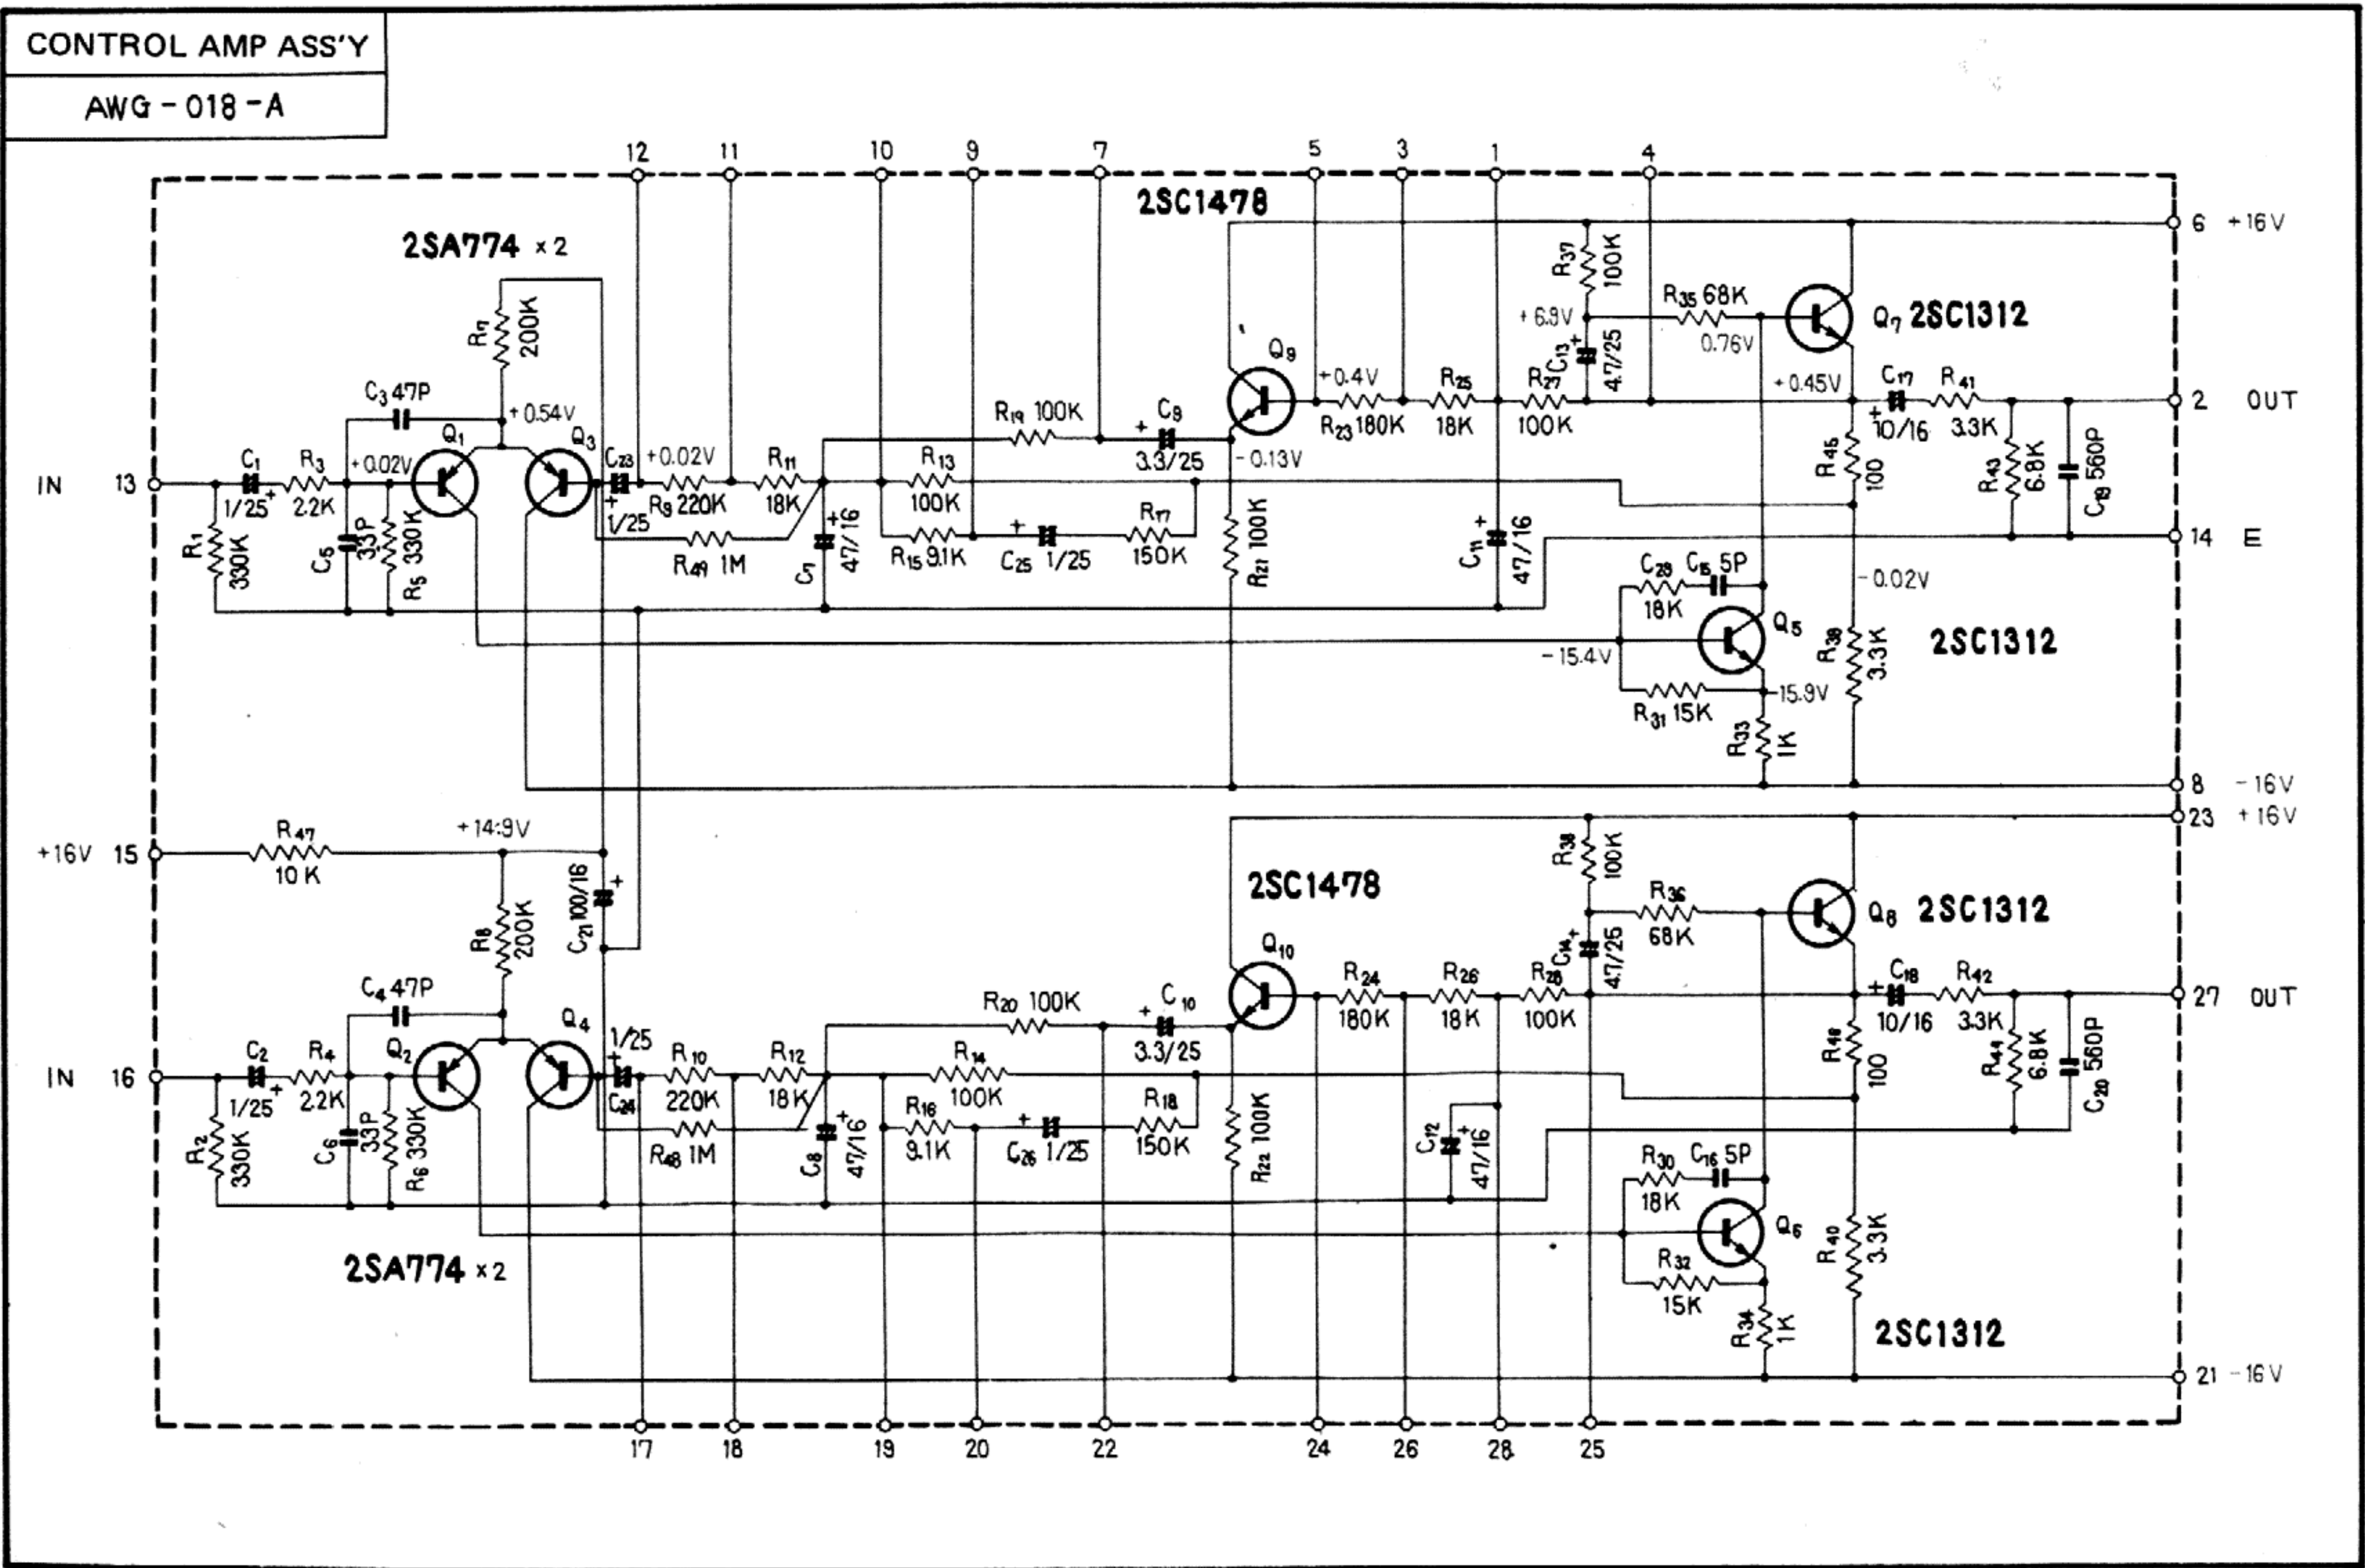 CONTROL AMP ASS'Y
AWG-018-A
12 11 10 9 7 5 3 1 4
2SC1478
6 +16V
2SA774 ×2
R37 100K
R7 200K
+6.9V
R35 68K
0.76V
Q7 2SC1312
C3 47P
+0.54V
Q9
+0.4V
R25
R27
C13 4.7/25
+0.45V
C17
R41
R19 100K
C9
R23 180K
18K
100K
10/16
3.3K
2 OUT
Q1
Q3
C23
+0.02V
R11
R13
3.3/25
-0.13V
R45 100
R43 6.8K
C19 560P
IN 13
C1
R3
+0.02V
1/25
2.2K
1/25
R9 220K
18K
100K
R1 330K
C5 33P
R5 330K
R49 1M
C7 47/16
R15 9.1K
C25 1/25
R17
150K
R21 100K
C11 47/16
14 E
C29
C15 5P
18K
-0.02V
Q5
2SC1312
-15.4V
R39 3.3K
-15.9V
R31 15K
R33 1K
8 -16V
23 +16V
+16V 15
R47
10K
+14.9V
C21 100/16
R8 200K
2SC1478
R38 100K
R36
68K
Q8 2SC1312
C4 47P
Q10
R24
R26
R28
C14 4.7/25
C18
R42
R20 100K
C10
180K
18K
100K
10/16
3.3K
27 OUT
Q2
Q4
1/25
R10
R12
3.3/25
R14
R46 100
R44 6.8K
C20 560P
IN 16
C2
R4
1/25
2.2K
C24
220K
18K
100K
R2 330K
C6 33P
R6 330K
R48 1M
C8 47/16
R16
9.1K
C26 1/25
R18
150K
R22 100K
C12 47/16
R30
C16 5P
18K
Q6
R40 3.3K
2SA774 ×2
R32
15K
R34 1K
2SC1312
21 -16V
17 18 19 20 22 24 26 28 25